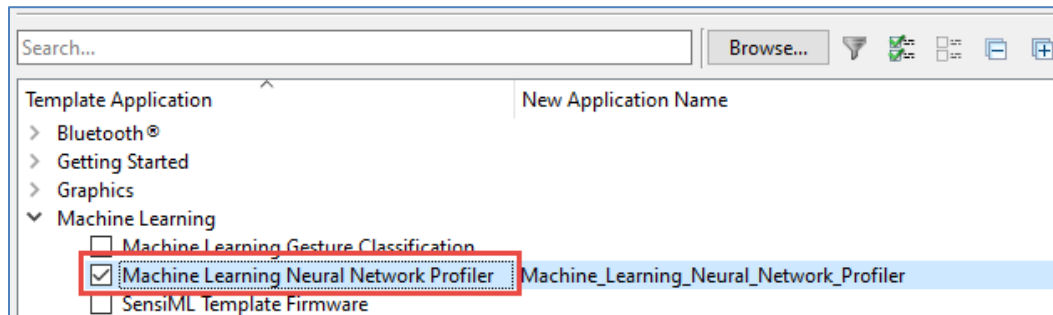 Search...
Browse...
Template Application
New Application Name
Bluetooth®
Getting Started
Graphics
Machine Learning
Machine Learning Gesture Classification
Machine Learning Neural Network Profiler
Machine_Learning_Neural_Network_Profiler
SensiML Template Firmware